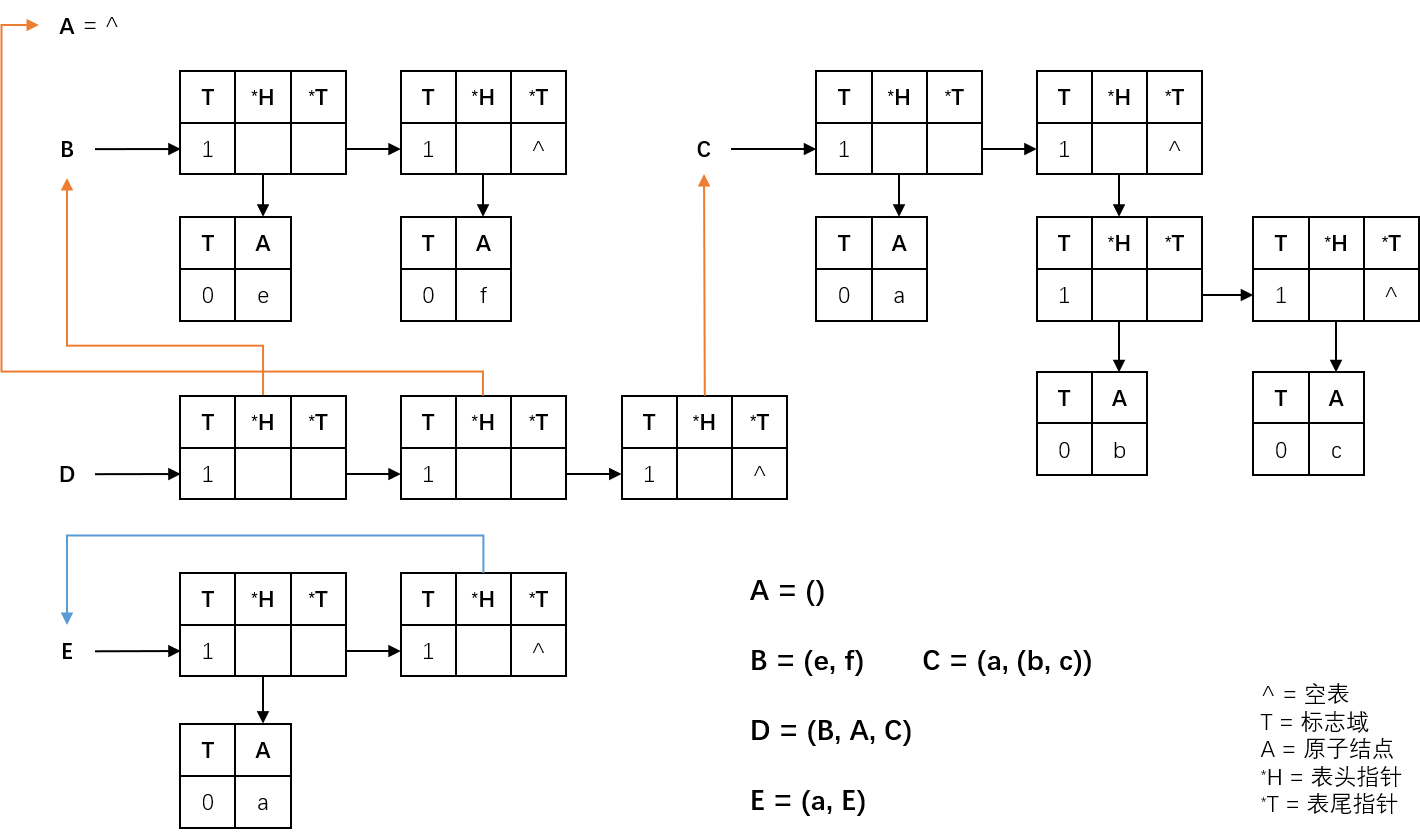 A = ^
T *H *T T *H *T T *H *T T *H *T
B 1 1 ^ C 1 1 ^
T A T A T A T *H *T T *H *T
0 e 0 f 0 a 1 1 ^
T *H *T T *H *T T *H *T T A T A
D 1 1 1 ^ 0 b 0 c
T *H *T T *H *T
E 1 1 ^
T A
0 a
A = ()
B = (e, f) C = (a, (b, c))
D = (B, A, C)
E = (a, E)
^ = 空表
T = 标志域
A = 原子结点
*H = 表头指针
*T = 表尾指针